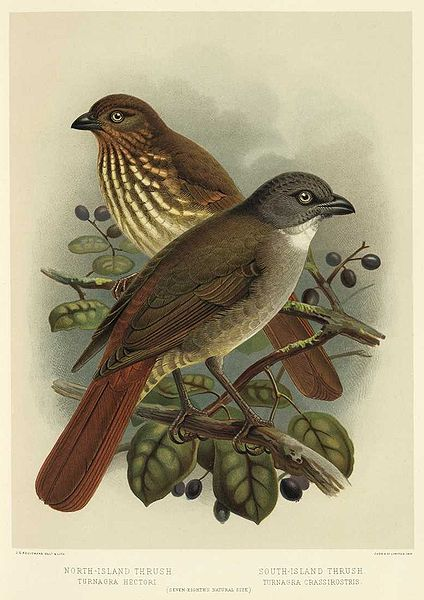 NORTH-ISLAND THRUSH
TURNAGRA HECTORI.
SOUTH-ISLAND THRUSH
TURNAGRA CRASSIROSTRIS.
(SEVEN-EIGHTHS NATURAL SIZE)